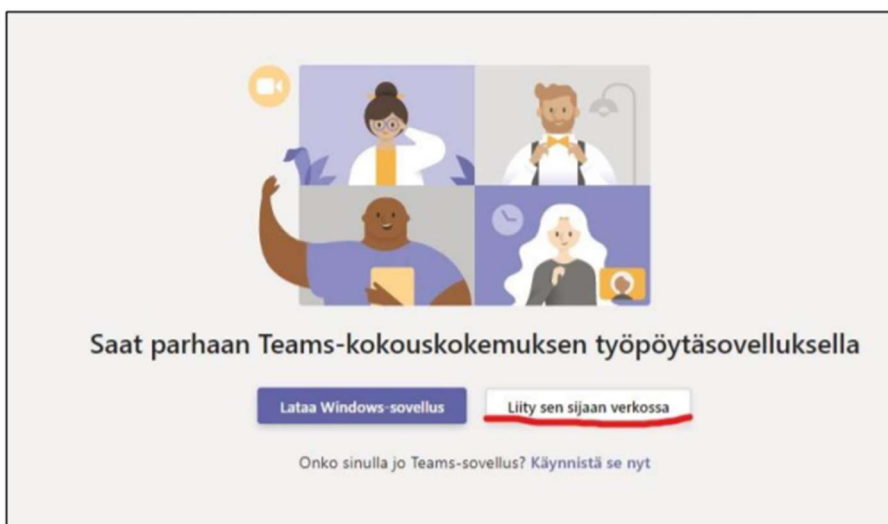 Saat parhaan Teams-kokouskokemuksen työpöytäsovelluksella
Lataa Windows-sovellus
Liity sen sijaan verkossa
Onko sinulla jo Teams-sovellus? Käynnistä se nyt